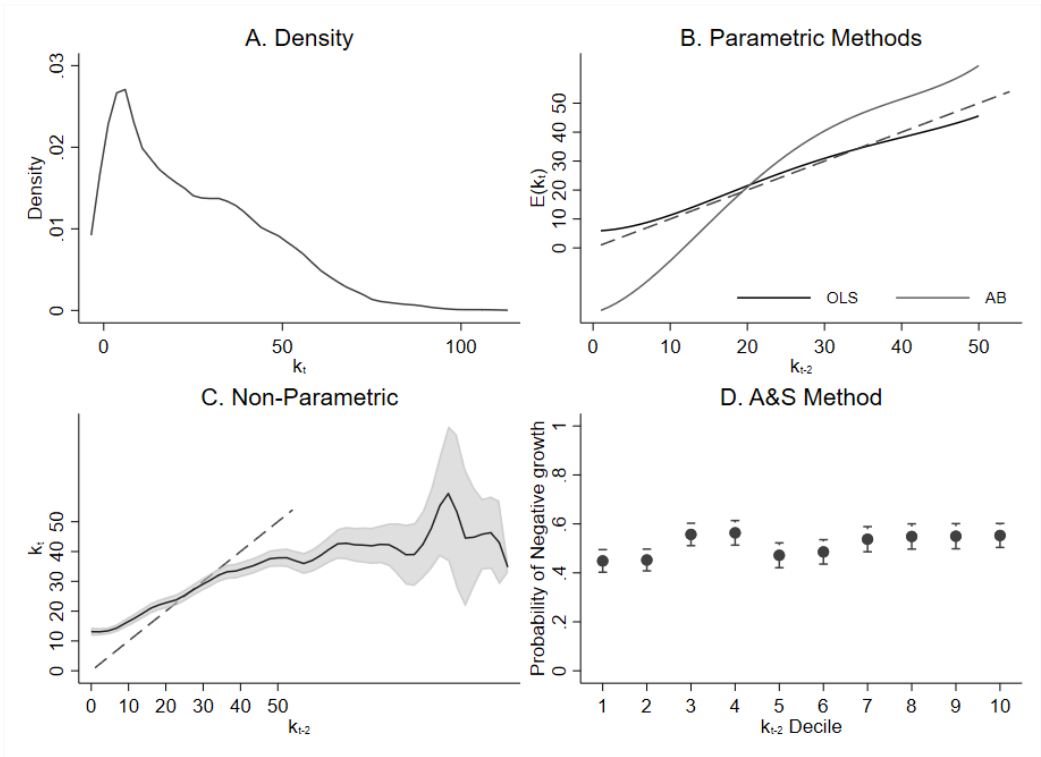 A. Density
.03
.02
.01
0
Density
0 50 100
kₜ
B. Parametric Methods
50
40
30
20
10
0
E(kₜ)
OLS AB
0 10 20 30 40 50
kₜ₋₂
C. Non-Parametric
50
40
30
20
10
0
kₜ
0 10 20 30 40 50
kₜ₋₂
D. A&S Method
1
.8
.6
.4
.2
0
Probability of Negative growth
1 2 3 4 5 6 7 8 9 10
kₜ₋₂ Decile